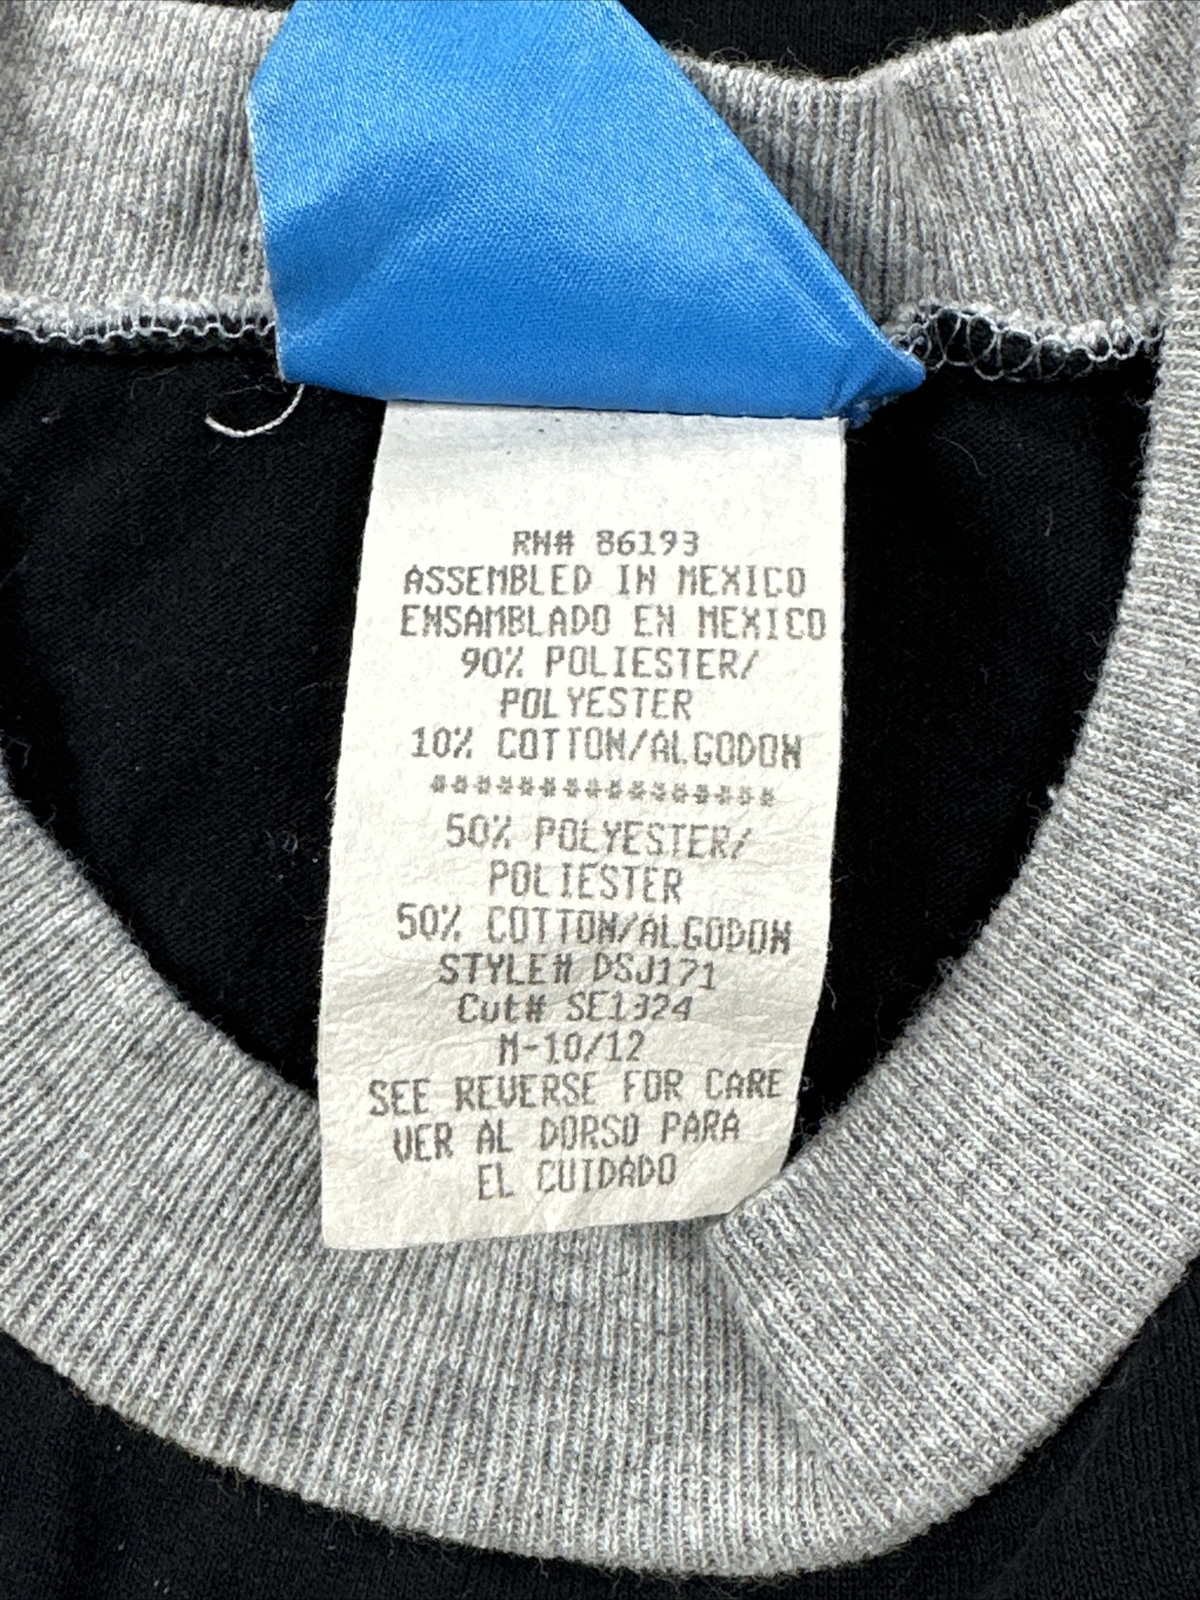 RN# 86193
ASSEMBLED IN MEXICO
ENSAMBLADO EN MEXICO
90% POLIESTER/
POLYESTER
10% COTTON/ALGODON
****************
50% POLYESTER/
POLIESTER
50% COTTON/ALGODON
STYLE# DSJ171
Cut# SE1324
M-10/12
SEE REVERSE FOR CARE
VER AL DORSO PARA
EL CUIDADO